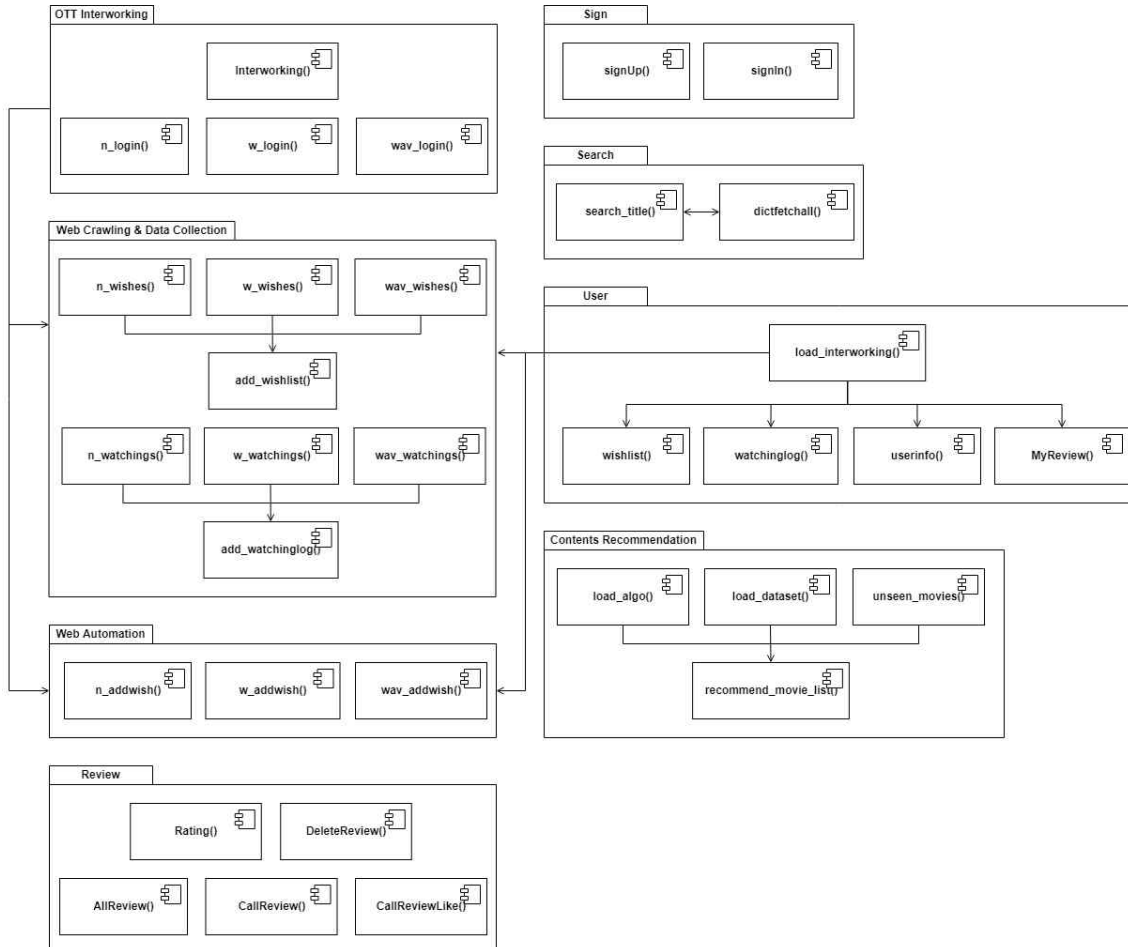 OTT Interworking
Interworking()
n_login()
w_login()
wav_login()
Web Crawling & Data Collection
n_wishes()
w_wishes()
wav_wishes()
add_wishlist()
n_watchings()
w_watchings()
wav_watchings()
add_watchinglog()
Web Automation
n_addwish()
w_addwish()
wav_addwish()
Review
Rating()
DeleteReview()
AllReview()
CallReview()
CallReviewLike()
Sign
signUp()
signIn()
Search
search_title()
dictfetchall()
User
load_interworking()
wishlist()
watchinglog()
userinfo()
MyReview()
Contents Recommendation
load_algo()
load_dataset()
unseen_movies()
recommend_movie_list()